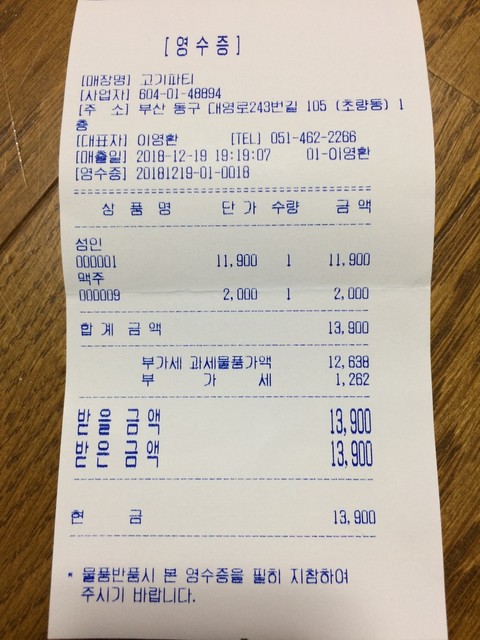 [영수증]
[매장명] 고기파티
[사업자] 604-01-48894
[주 소] 부산 동구 대영로243번길 105 (초량동) 1
층
[대표자] 이영환 [TEL] 051-462-2266
[매출일] 2018-12-19 19:19:07 01-이영환
[영수증] 20181219-01-0018
상 품 명 단 가 수량 금 액
성인
000001 11,900 1 11,900
맥주
000009 2,000 1 2,000
합 계 금 액 13,900
부가세 과세물품가액 12,638
부 가 세 1,262
받을 금액 13,900
받은 금액 13,900
현 금 13,900
* 물품반품시 본 영수증을 필히 지참하여
주시기 바랍니다.